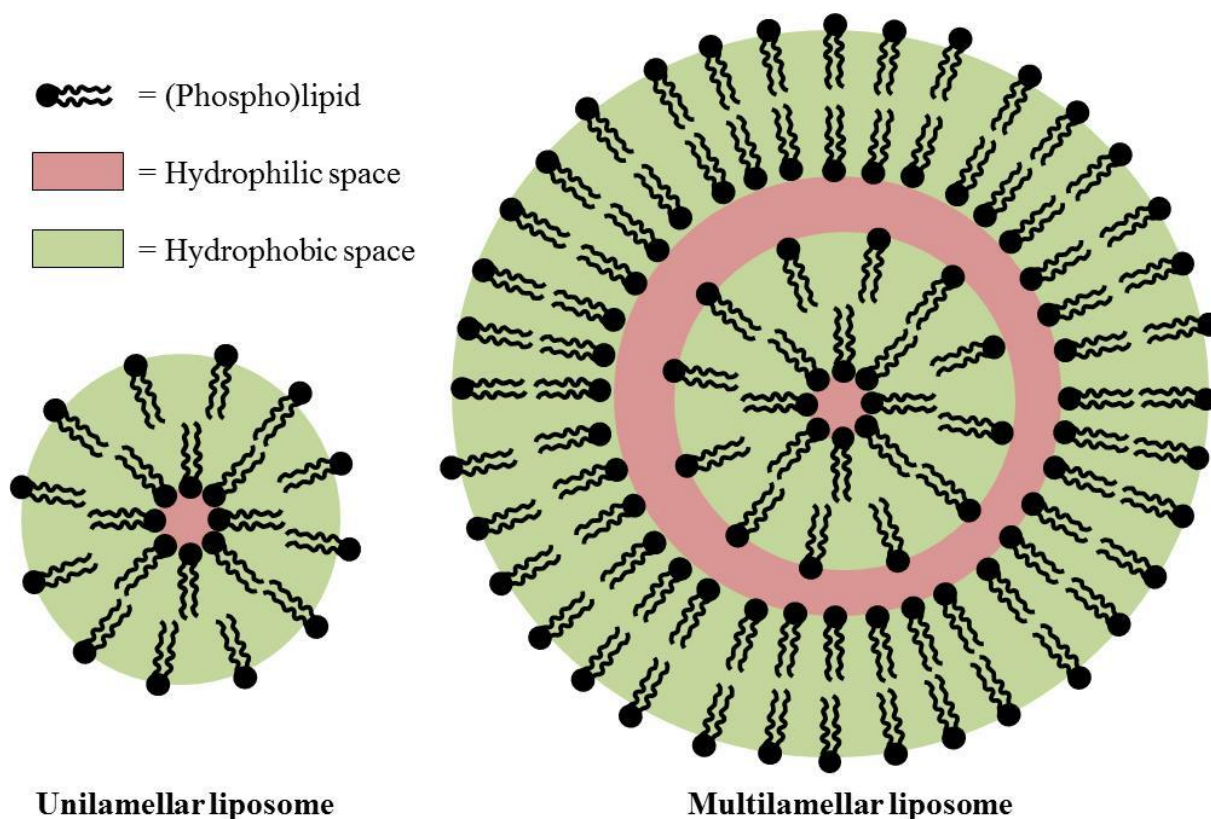 = (Phospho)lipid
= Hydrophilic space
= Hydrophobic space
Unilamellar liposome
Multilamellar liposome